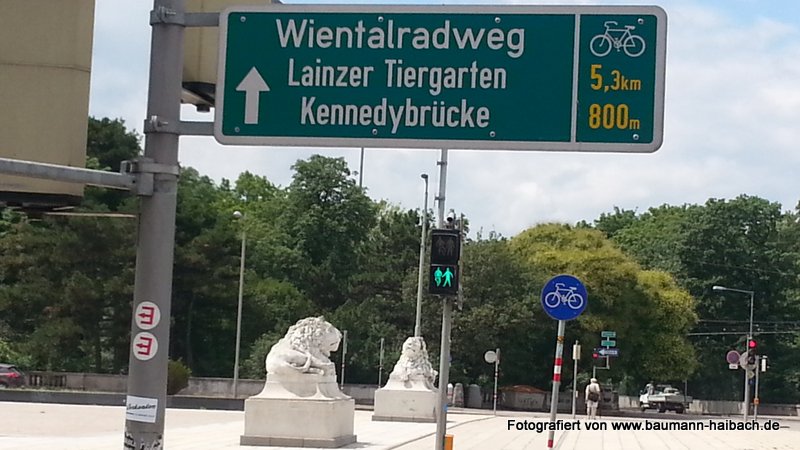 Wientalradweg
Lainzer Tiergarten
5,3km
Kennedybrücke
800m
E
E
Fotografiert von www.baumann-haibach.de